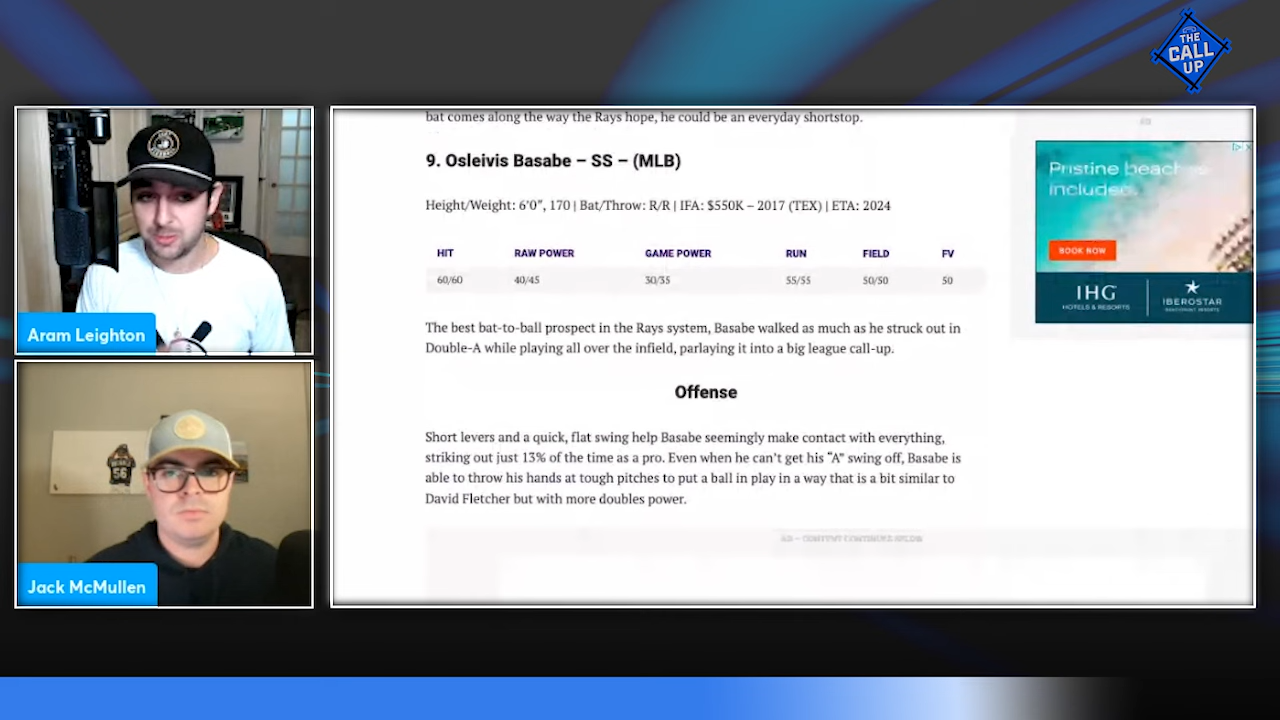 THE
CALL
UP
bat comes along the way the Rays hope, he could be an everyday shortstop.
9. Osleivis Basabe – SS – (MLB)
Height/Weight: 6'0", 170 | Bat/Throw: R/R | IFA: $550K – 2017 (TEX) | ETA: 2024
HIT RAW POWER GAME POWER RUN FIELD FV
60/60 40/45 30/35 55/55 50/50 50
The best bat-to-ball prospect in the Rays system, Basabe walked as much as he struck out in
Double-A while playing all over the infield, parlaying it into a big league call-up.
Offense
Short levers and a quick, flat swing help Basabe seemingly make contact with everything,
striking out just 13% of the time as a pro. Even when he can't get his “A” swing off, Basabe is
able to throw his hands at tough pitches to put a ball in play in a way that is a bit similar to
David Fletcher but with more doubles power.
AD – CONTENT CONTINUES BELOW
Pristine beaches
included.
BOOK NOW
IHG
HOTELS & RESORTS
IBEROSTAR
BEACHFRONT RESORTS
Aram Leighton
56
Jack McMullen